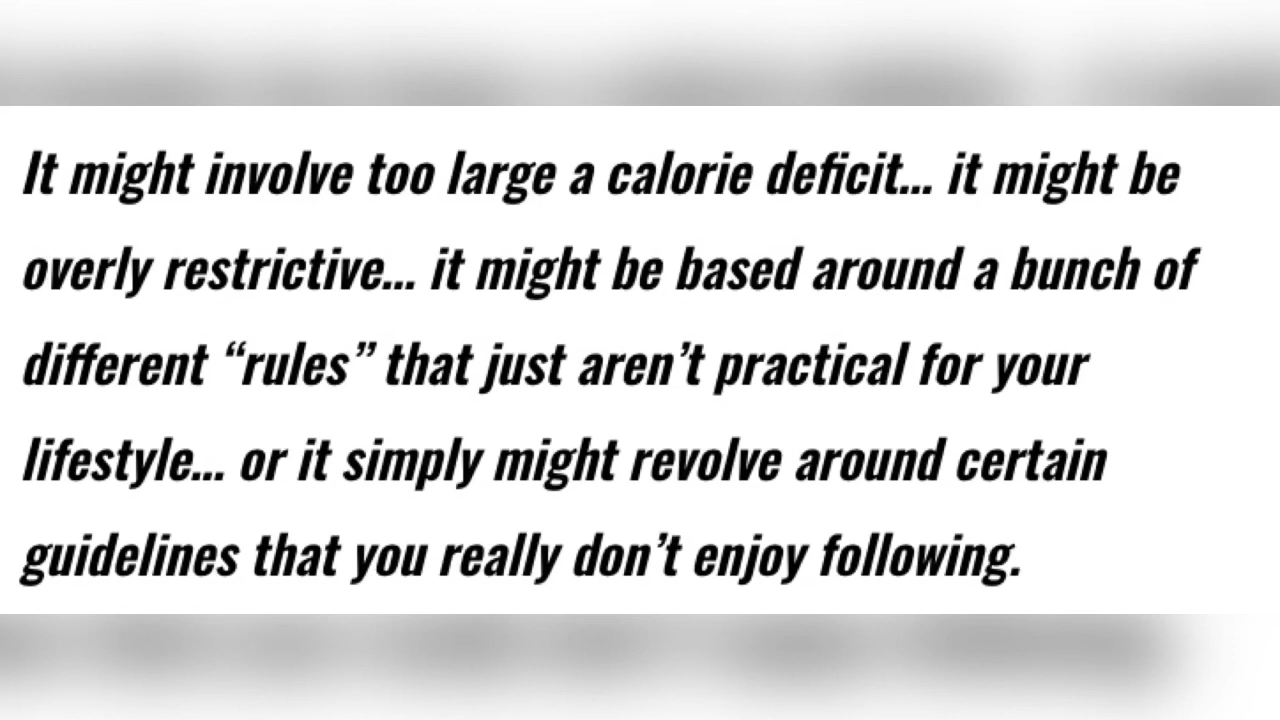 It might involve too large a calorie deficit... it might be
overly restrictive... it might be based around a bunch of
different “rules” that just aren’t practical for your
lifestyle... or it simply might revolve around certain
guidelines that you really don’t enjoy following.